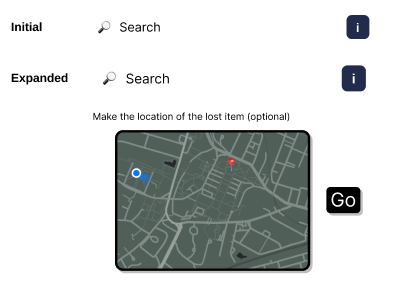 Initial
Search
i
Expanded
Search
i
Make the location of the lost item (optional)
Go